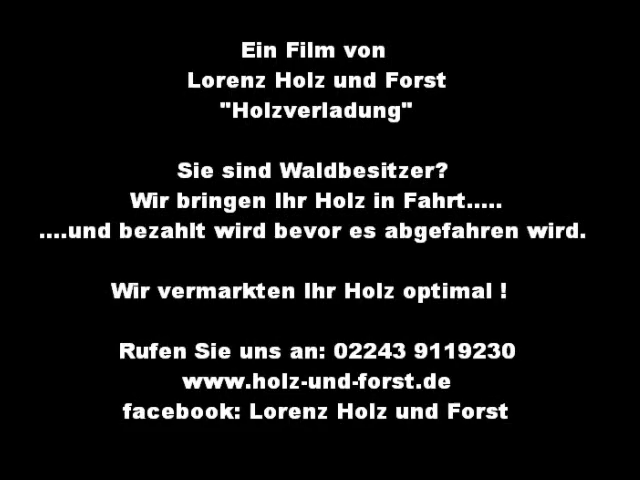 Ein Film von
Lorenz Holz und Forst
"Holzverladung"
Sie sind Waldbesitzer?
Wir bringen Ihr Holz in Fahrt.....
....und bezahlt wird bevor es abgefahren wird.
Wir vermarkten Ihr Holz optimal !
Rufen Sie uns an: 02243 9119230
www.holz-und-forst.de
facebook: Lorenz Holz und Forst